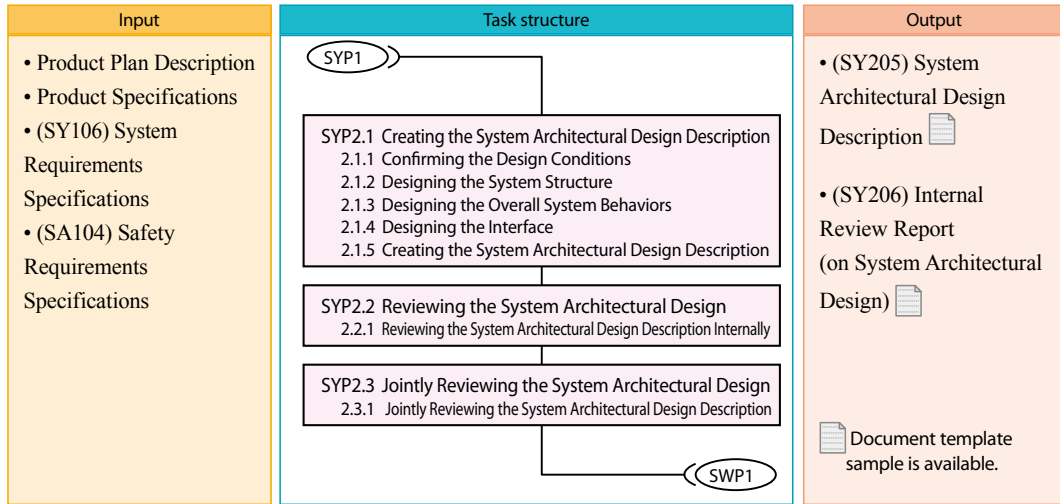 Input
• Product Plan Description
• Product Specifications
• (SY106) System
Requirements
Specifications
• (SA104) Safety
Requirements
Specifications
Task structure
SYP1
SYP2.1 Creating the System Architectural Design Description
2.1.1 Confirming the Design Conditions
2.1.2 Designing the System Structure
2.1.3 Designing the Overall System Behaviors
2.1.4 Designing the Interface
2.1.5 Creating the System Architectural Design Description
SYP2.2 Reviewing the System Architectural Design
2.2.1 Reviewing the System Architectural Design Description Internally
SYP2.3 Jointly Reviewing the System Architectural Design
2.3.1 Jointly Reviewing the System Architectural Design Description
SWP1
Output
• (SY205) System
Architectural Design
Description
• (SY206) Internal
Review Report
(on System Architectural
Design)
Document template
sample is available.